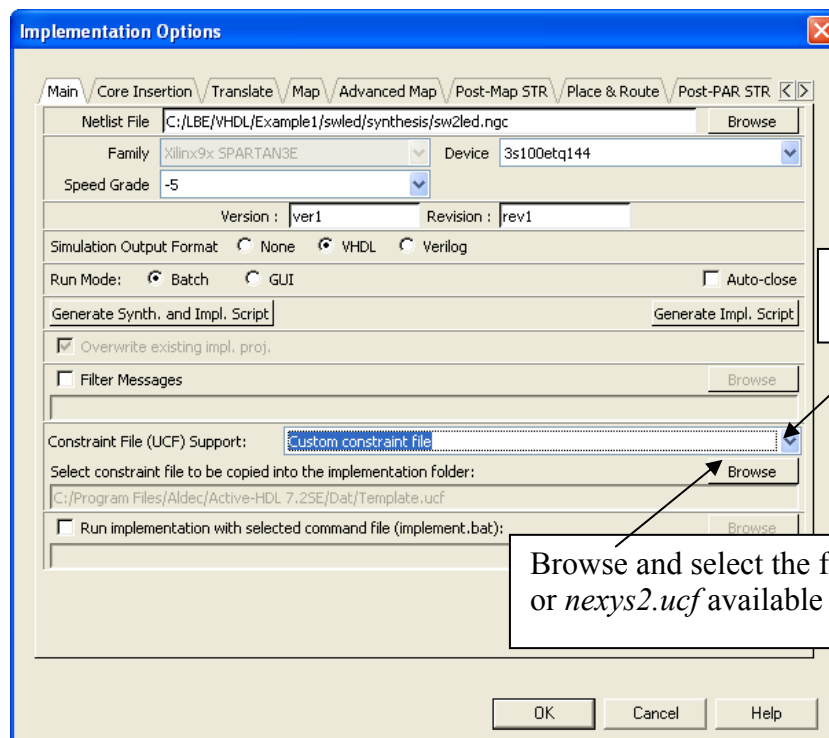 Implementation Options
Main Core Insertion Translate Map Advanced Map Post-Map STR Place & Route Post-PAR STR
Netlist File C:/LBE/VHDL/Example1/swled/synthesis/sw2led.ngc Browse
Family Xilinx9x SPARTAN3E Device 3s100etq144
Speed Grade -5
Version : ver1 Revision : rev1
Simulation Output Format None VHDL Verilog
Run Mode: Batch GUI Auto-close
Generate Synth. and Impl. Script Generate Impl. Script
Overwrite existing impl. proj.
Filter Messages Browse
Constraint File (UCF) Support: Custom constraint file
Select constraint file to be copied into the implementation folder: Browse
C:/Program Files/Aldec/Active-HDL 7.2SE/Dat/Template.ucf
Run implementation with selected command file (implement.bat): Browse
Browse and select the f
or nexys2.ucf available
OK Cancel Help